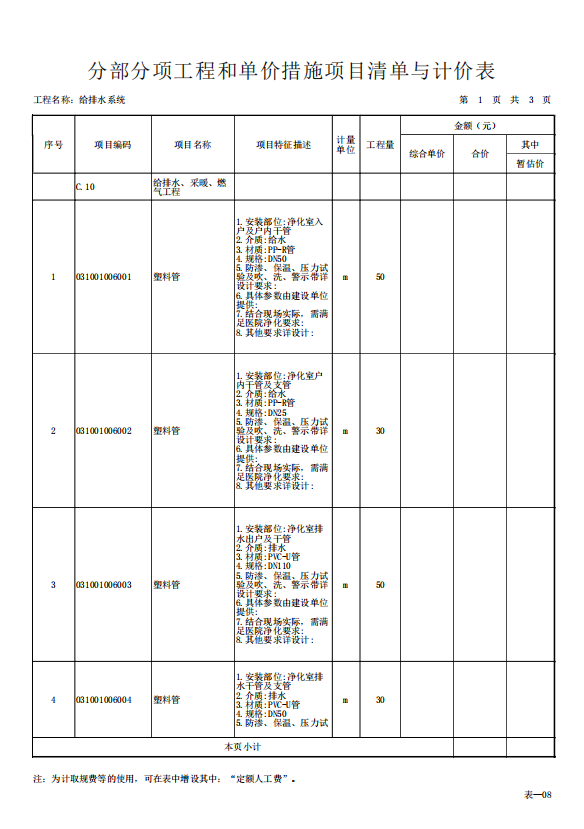 分部分项工程和单价措施项目清单与计价表
工程名称：给排水系统 第 1 页 共 3 页
序号 项目编码 项目名称 项目特征描述 计量单位 工程量 金额（元）
综合单价 合价 其中
暂估价
C.10 给排水、采暖、燃
气工程
1 031001006001 塑料管 m 50
1.安装部位:净化室入
户及户内干管
2.介质:给水
3.材质:PP-R管
4.规格:DN50
5.防渗、保温、压力试
验及吹、洗、警示带详
设计要求:
6.具体参数由建设单位
提供:
7.结合现场实际，需满
足医院净化要求:
8.其他要求详设计:
2 031001006002 塑料管 m 30
1.安装部位:净化室户
内干管及支管
2.介质:给水
3.材质:PP-R管
4.规格:DN25
5.防渗、保温、压力试
验及吹、洗、警示带详
设计要求:
6.具体参数由建设单位
提供:
7.结合现场实际，需满
足医院净化要求:
8.其他要求详设计:
3 031001006003 塑料管 m 50
1.安装部位:净化室排
水出户及干管
2.介质:排水
3.材质:PVC-U管
4.规格:DN110
5.防渗、保温、压力试
验及吹、洗、警示带详
设计要求:
6.具体参数由建设单位
提供:
7.结合现场实际，需满
足医院净化要求:
8.其他要求详设计:
4 031001006004 塑料管 m 30
1.安装部位:净化室排
水干管及支管
2.介质:排水
3.材质:PVC-U管
4.规格:DN50
5.防渗、保温、压力试
本页小计
注：为计取规费等的使用，可在表中增设其中：“定额人工费”。
表—08